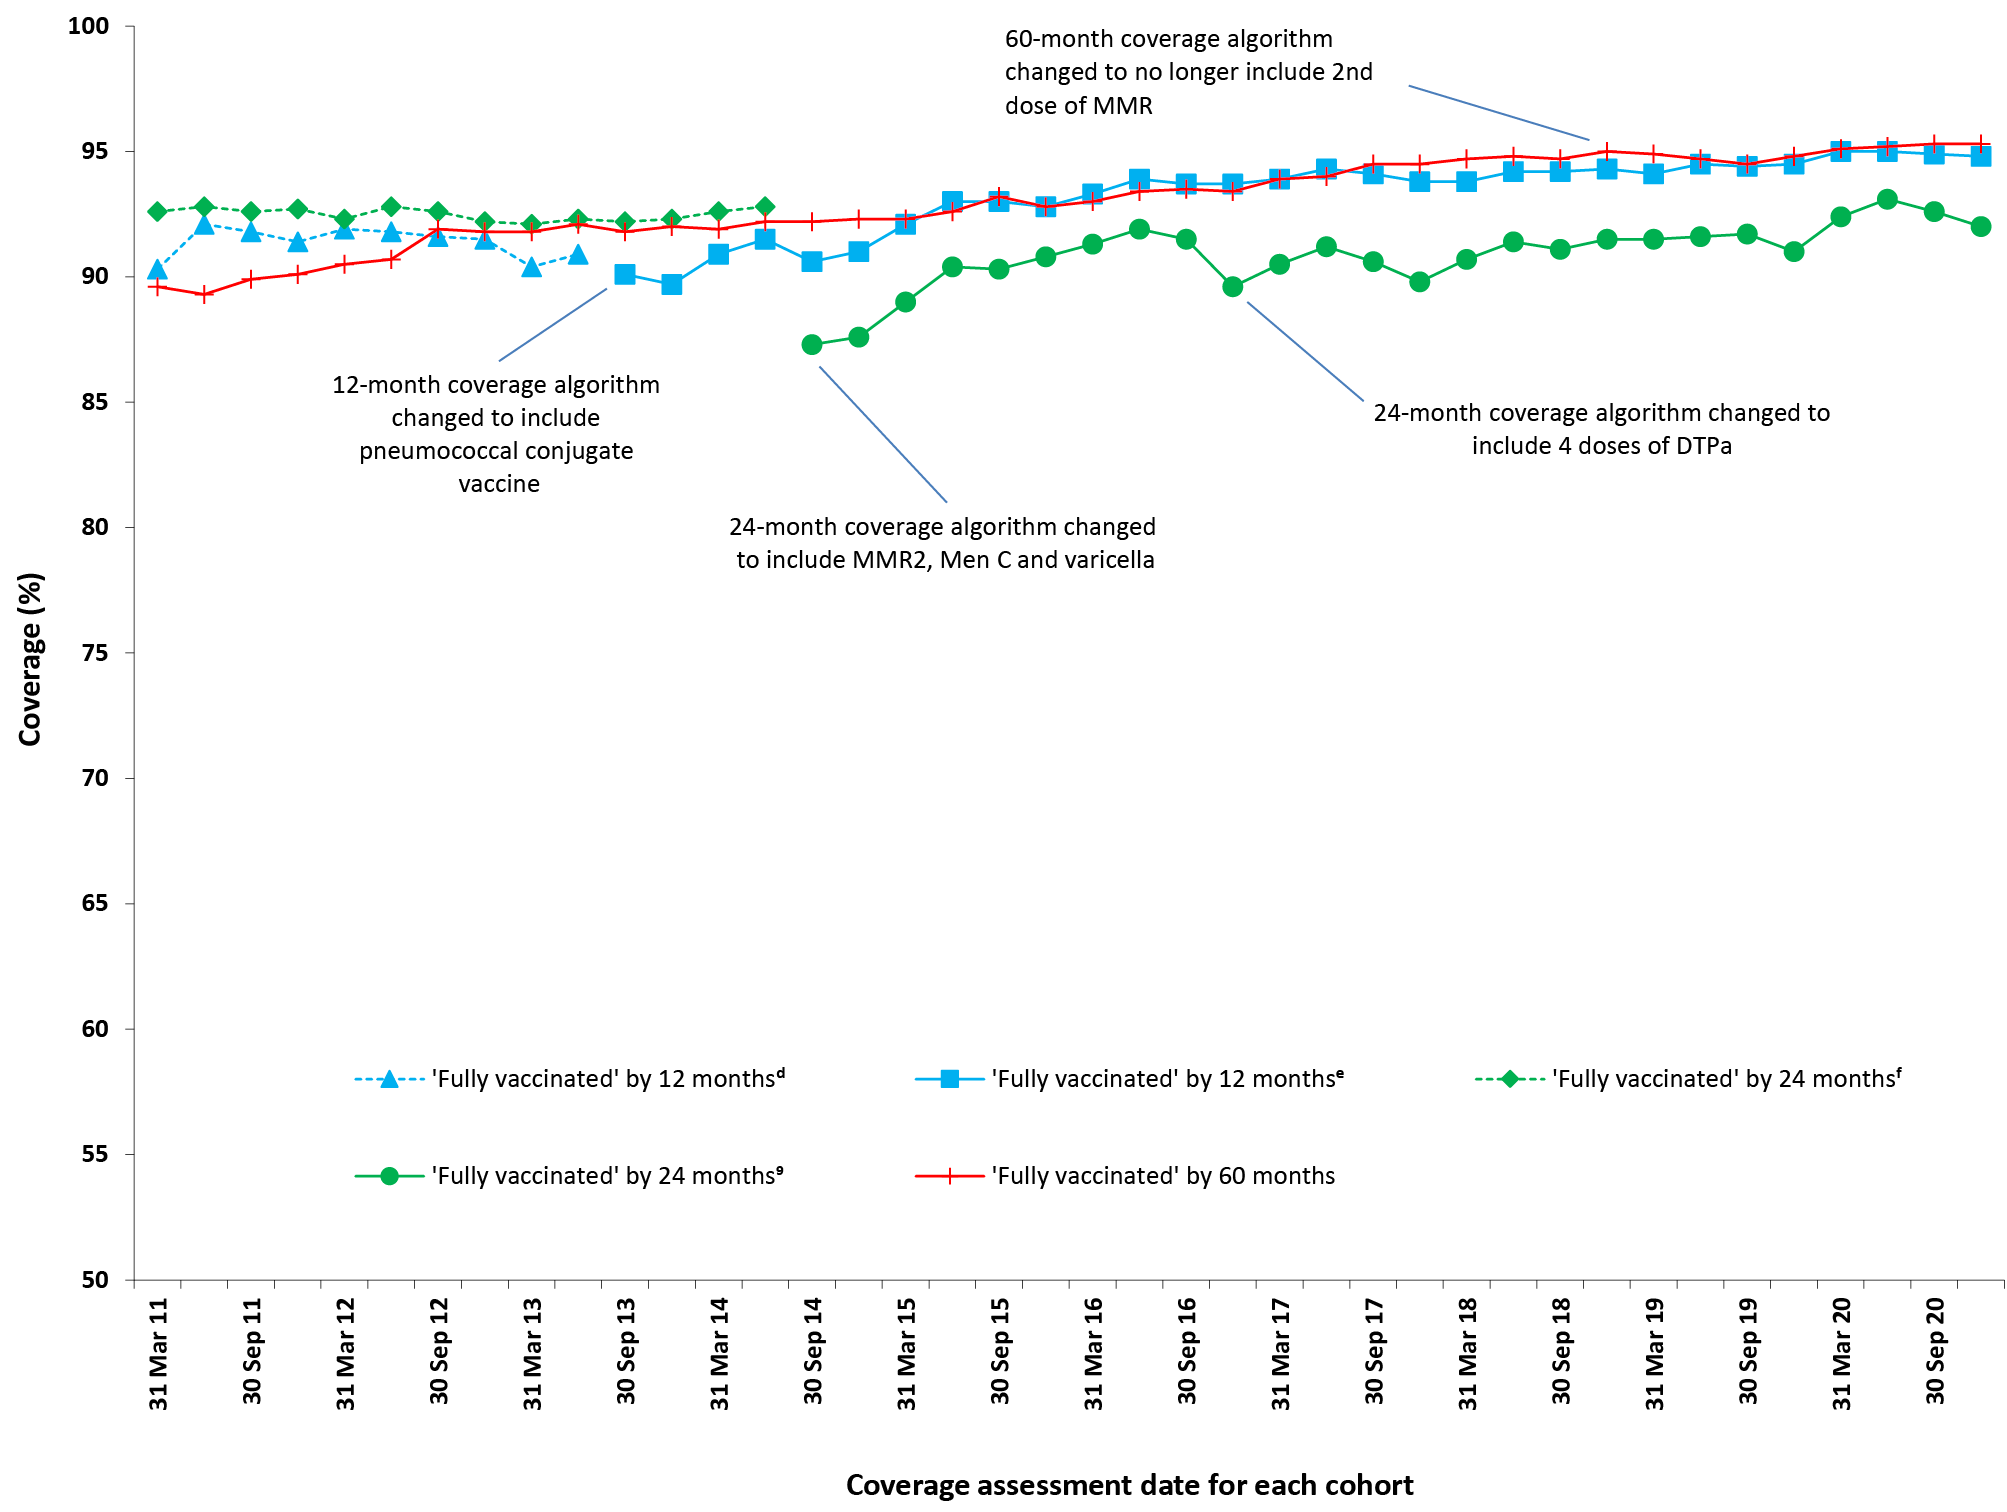 100
95
90
85
80
75
70
65
60
55
50
Coverage (%)
60-month coverage algorithm
changed to no longer include 2nd
dose of MMR
12-month coverage algorithm
changed to include
pneumococcal conjugate
vaccine
24-month coverage algorithm changed
to include MMR2, Men C and varicella
24-month coverage algorithm changed to
include 4 doses of DTPa
'Fully vaccinated' by 12 monthsᵈ
'Fully vaccinated' by 12 monthsᵉ
'Fully vaccinated' by 24 monthsᶠ
'Fully vaccinated' by 24 monthsᵍ
'Fully vaccinated' by 60 months
31 Mar 11
30 Sep 11
31 Mar 12
30 Sep 12
31 Mar 13
30 Sep 13
31 Mar 14
30 Sep 14
31 Mar 15
30 Sep 15
31 Mar 16
30 Sep 16
31 Mar 17
30 Sep 17
31 Mar 18
30 Sep 18
31 Mar 19
30 Sep 19
31 Mar 20
30 Sep 20
Coverage assessment date for each cohort